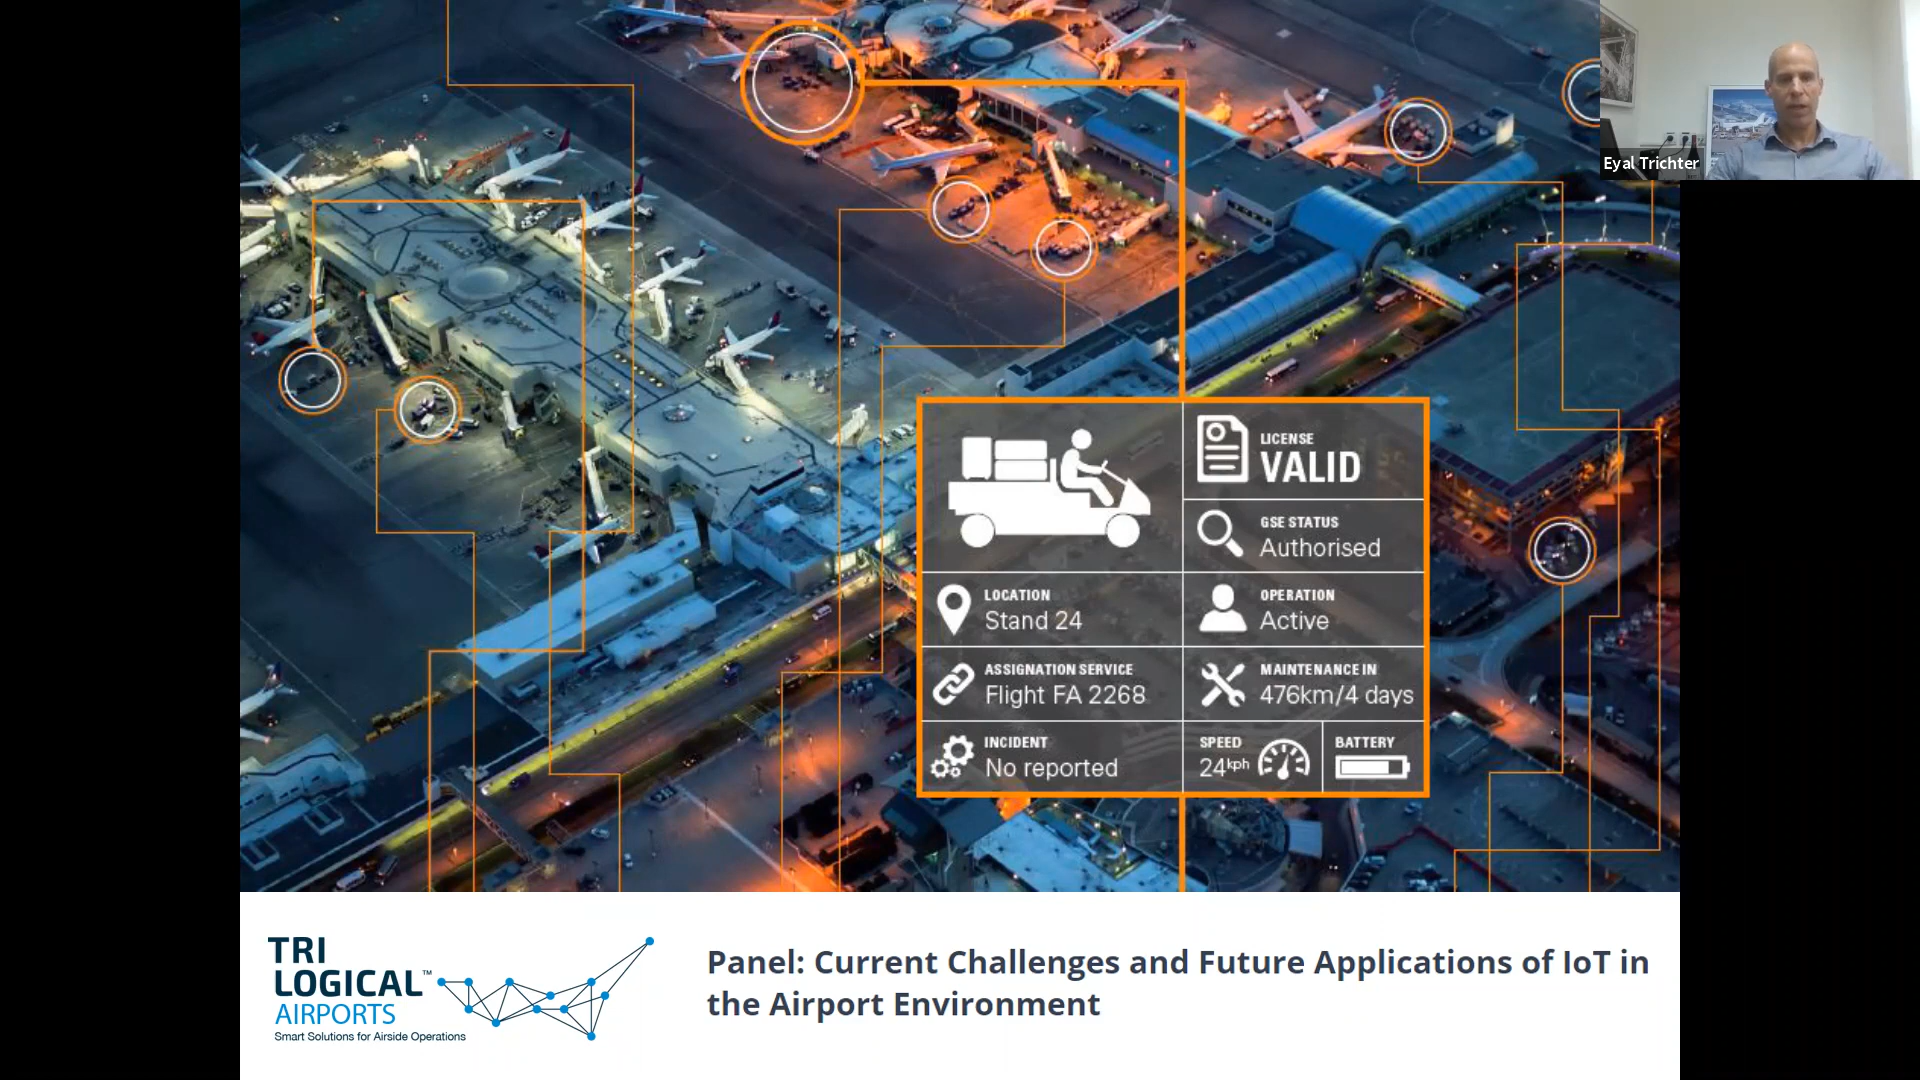 Eyal Trichter
LICENSE
VALID
GSE STATUS
Authorised
LOCATION
Stand 24
OPERATION
Active
ASSIGNATION SERVICE
Flight FA 2268
MAINTENANCE IN
476km/4 days
INCIDENT
No reported
SPEED
24kph
BATTERY
TRI
LOGICAL™
AIRPORTS
Smart Solutions for Airside Operations
Panel: Current Challenges and Future Applications of IoT in
the Airport Environment